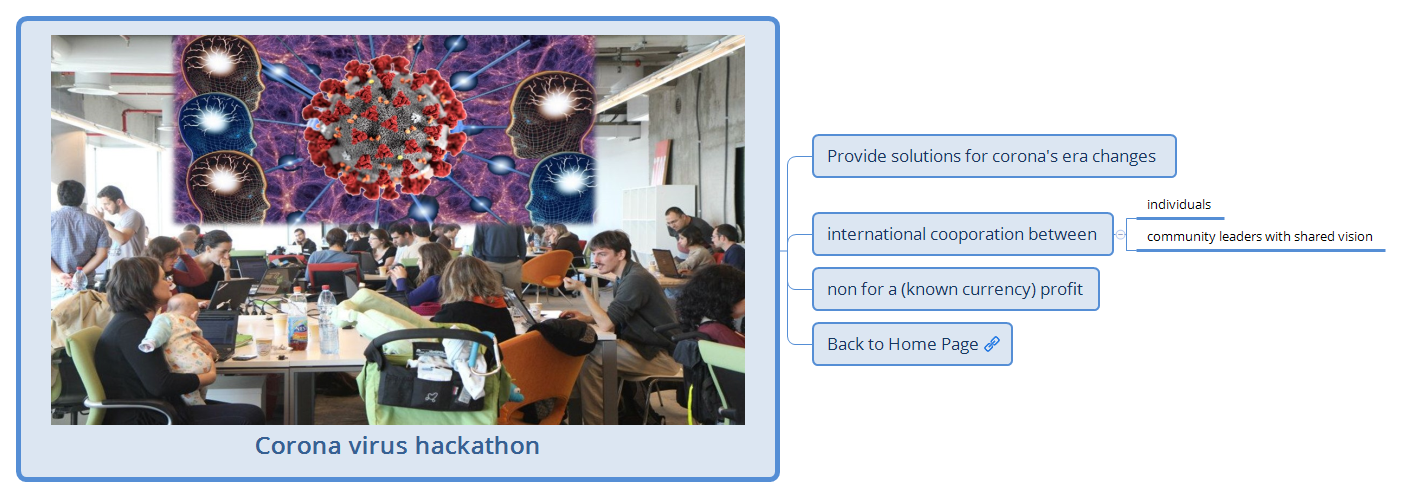 Corona virus hackathon
Provide solutions for corona's era changes
international cooporation between
individuals
community leaders with shared vision
non for a (known currency) profit
Back to Home Page